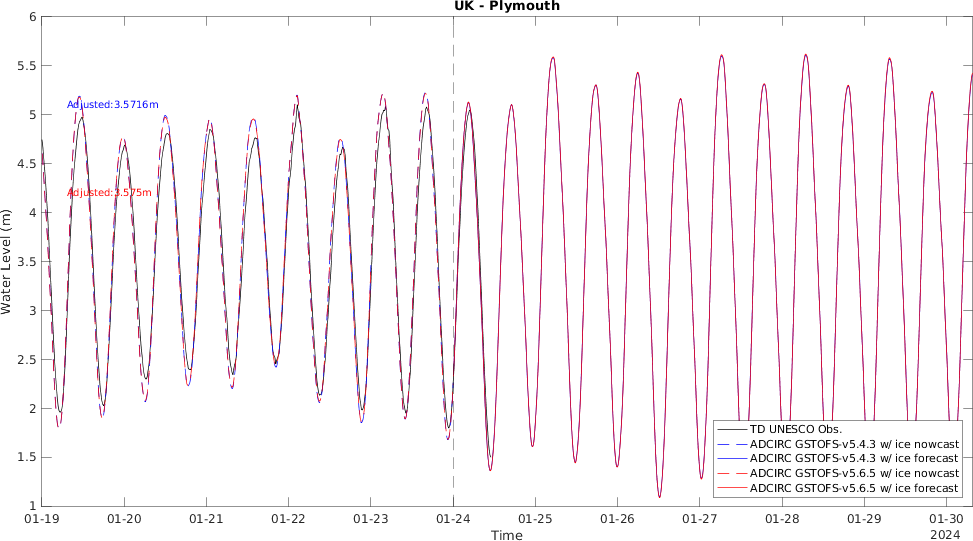 UK - Plymouth
6
5.5
5
4.5
4
3.5
3
2.5
2
1.5
1
Water Level (m)
Adjusted:3.5716m
Adjusted:3.575m
TD UNESCO Obs.
ADCIRC GSTOFS-v5.4.3 w/ ice nowcast
ADCIRC GSTOFS-v5.4.3 w/ ice forecast
ADCIRC GSTOFS-v5.6.5 w/ ice nowcast
ADCIRC GSTOFS-v5.6.5 w/ ice forecast
01-19 01-20 01-21 01-22 01-23 01-24 01-25 01-26 01-27 01-28 01-29 01-30
Time
2024